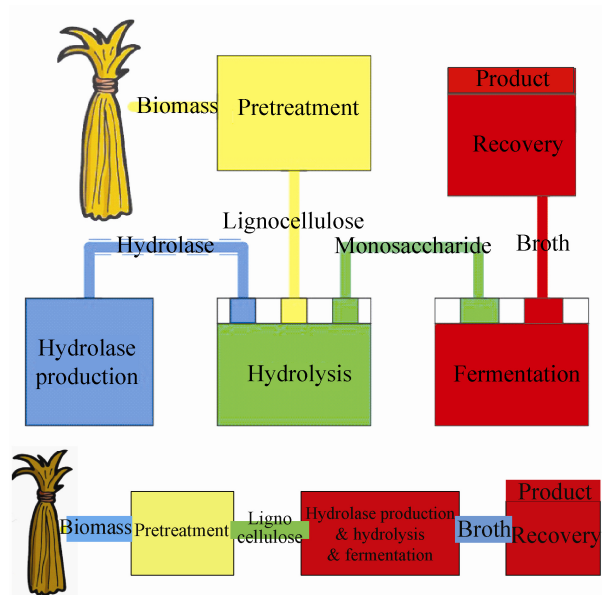 Biomass
Pretreatment
Product
Recovery
Lignocellulose
Hydrolase
Monosaccharide
Broth
Hydrolase
production
Hydrolysis
Fermentation
Biomass
Pretreatment
Ligno
cellulose
Hydrolase production
& hydrolysis
& fermentation
Broth
Product
Recovery